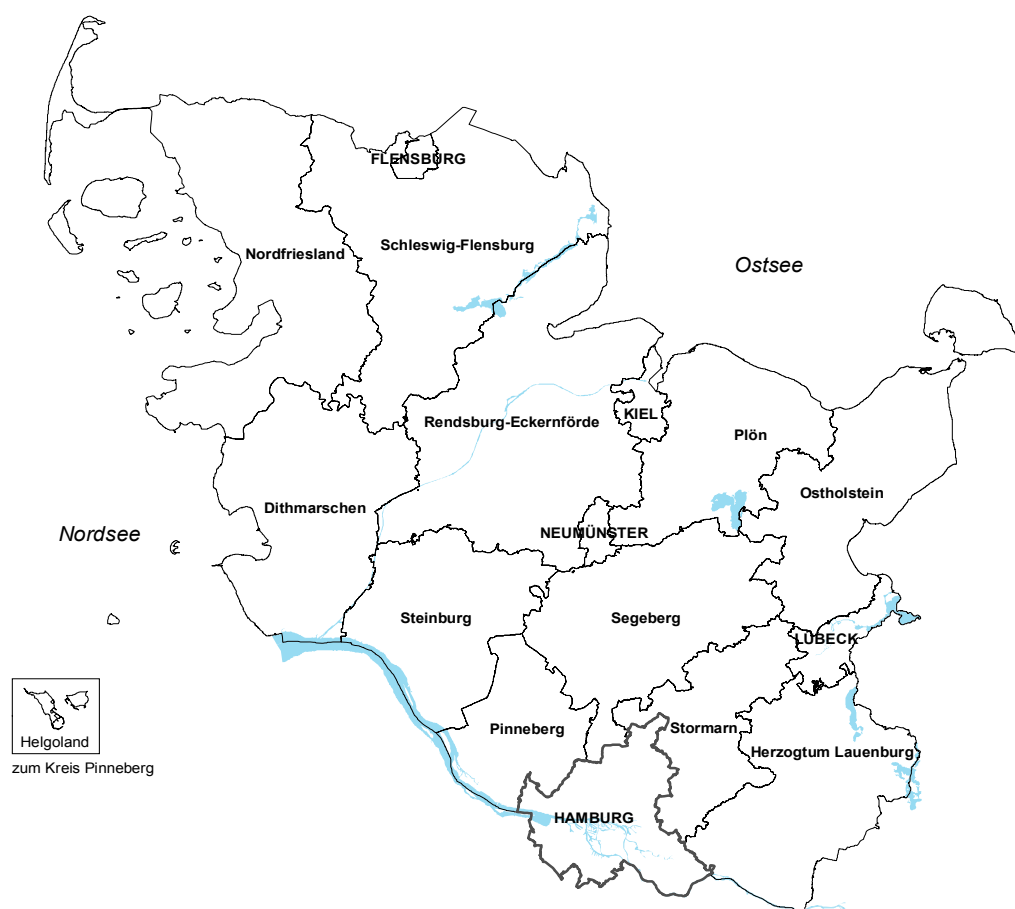 FLENSBURG
Schleswig-Flensburg
Nordfriesland
Ostsee
KIEL
Rendsburg-Eckernförde
Plön
Ostholstein
Dithmarschen
Nordsee
NEUMÜNSTER
Steinburg
Segeberg
LÜBECK
Pinneberg
Stormarn
Helgoland
Herzogtum Lauenburg
zum Kreis Pinneberg
HAMBURG